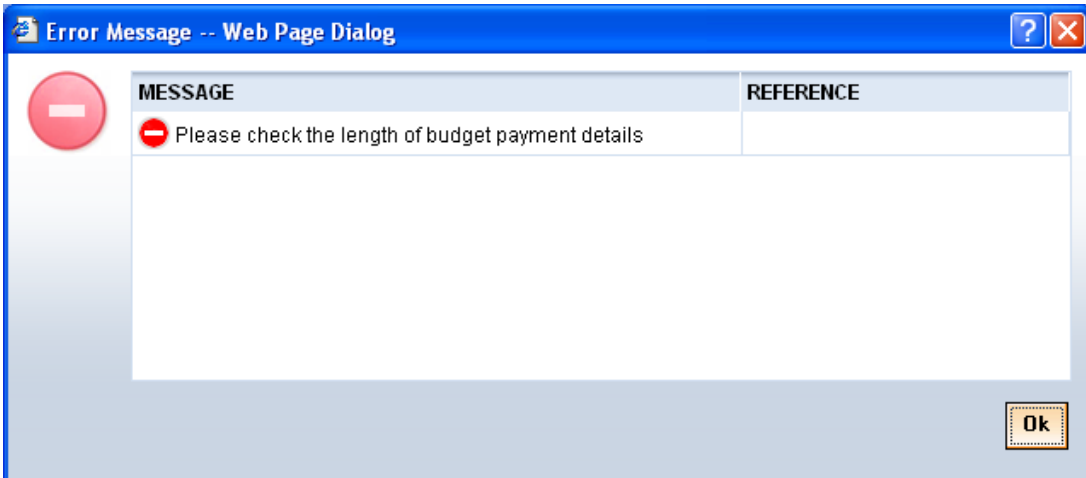 Error Message -- Web Page Dialog
MESSAGE REFERENCE
Please check the length of budget payment details
Ok